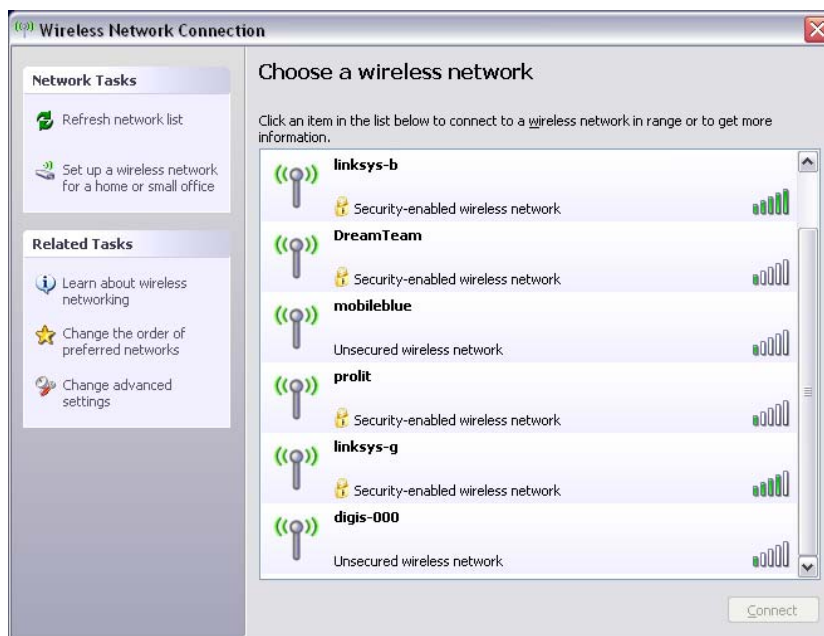 Wireless Network Connection
Network Tasks
Refresh network list
Set up a wireless network
for a home or small office
Related Tasks
Learn about wireless
networking
Change the order of
preferred networks
Change advanced
settings
Choose a wireless network
Click an item in the list below to connect to a wireless network in range or to get more
information.
linksys-b
Security-enabled wireless network
DreamTeam
Security-enabled wireless network
mobileblue
Unsecured wireless network
prolit
Security-enabled wireless network
linksys-g
Security-enabled wireless network
digis-000
Unsecured wireless network
Connect